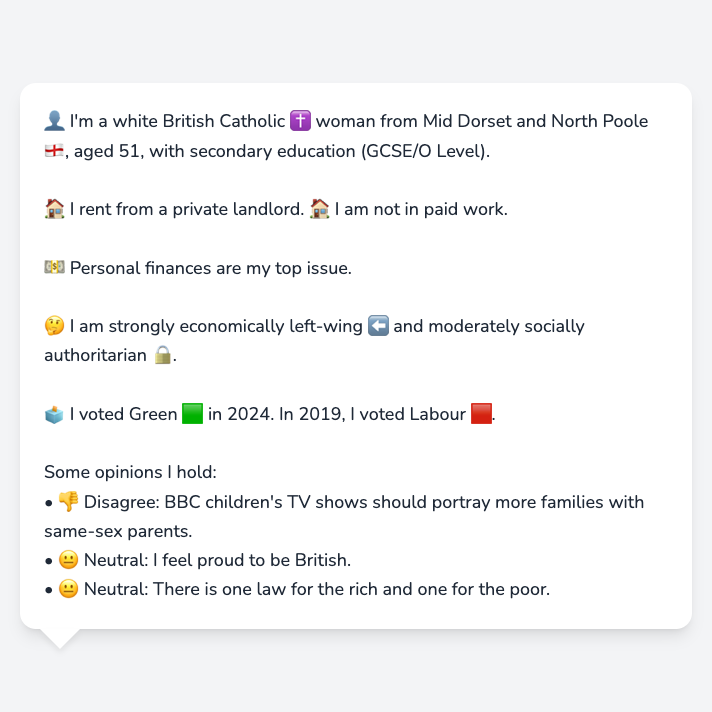 👤 I'm a white British Catholic ✝️ woman from Mid Dorset and North Poole
🏴󠁧󠁢󠁥󠁮󠁧󠁿, aged 51, with secondary education (GCSE/O Level).
🏠 I rent from a private landlord. 🏠 I am not in paid work.
💵 Personal finances are my top issue.
🤔 I am strongly economically left-wing ⬅️ and moderately socially
authoritarian 🔒.
🗳️ I voted Green 🟩 in 2024. In 2019, I voted Labour 🟥.
Some opinions I hold:
• 👎 Disagree: BBC children's TV shows should portray more families with
same-sex parents.
• 😐 Neutral: I feel proud to be British.
• 😐 Neutral: There is one law for the rich and one for the poor.